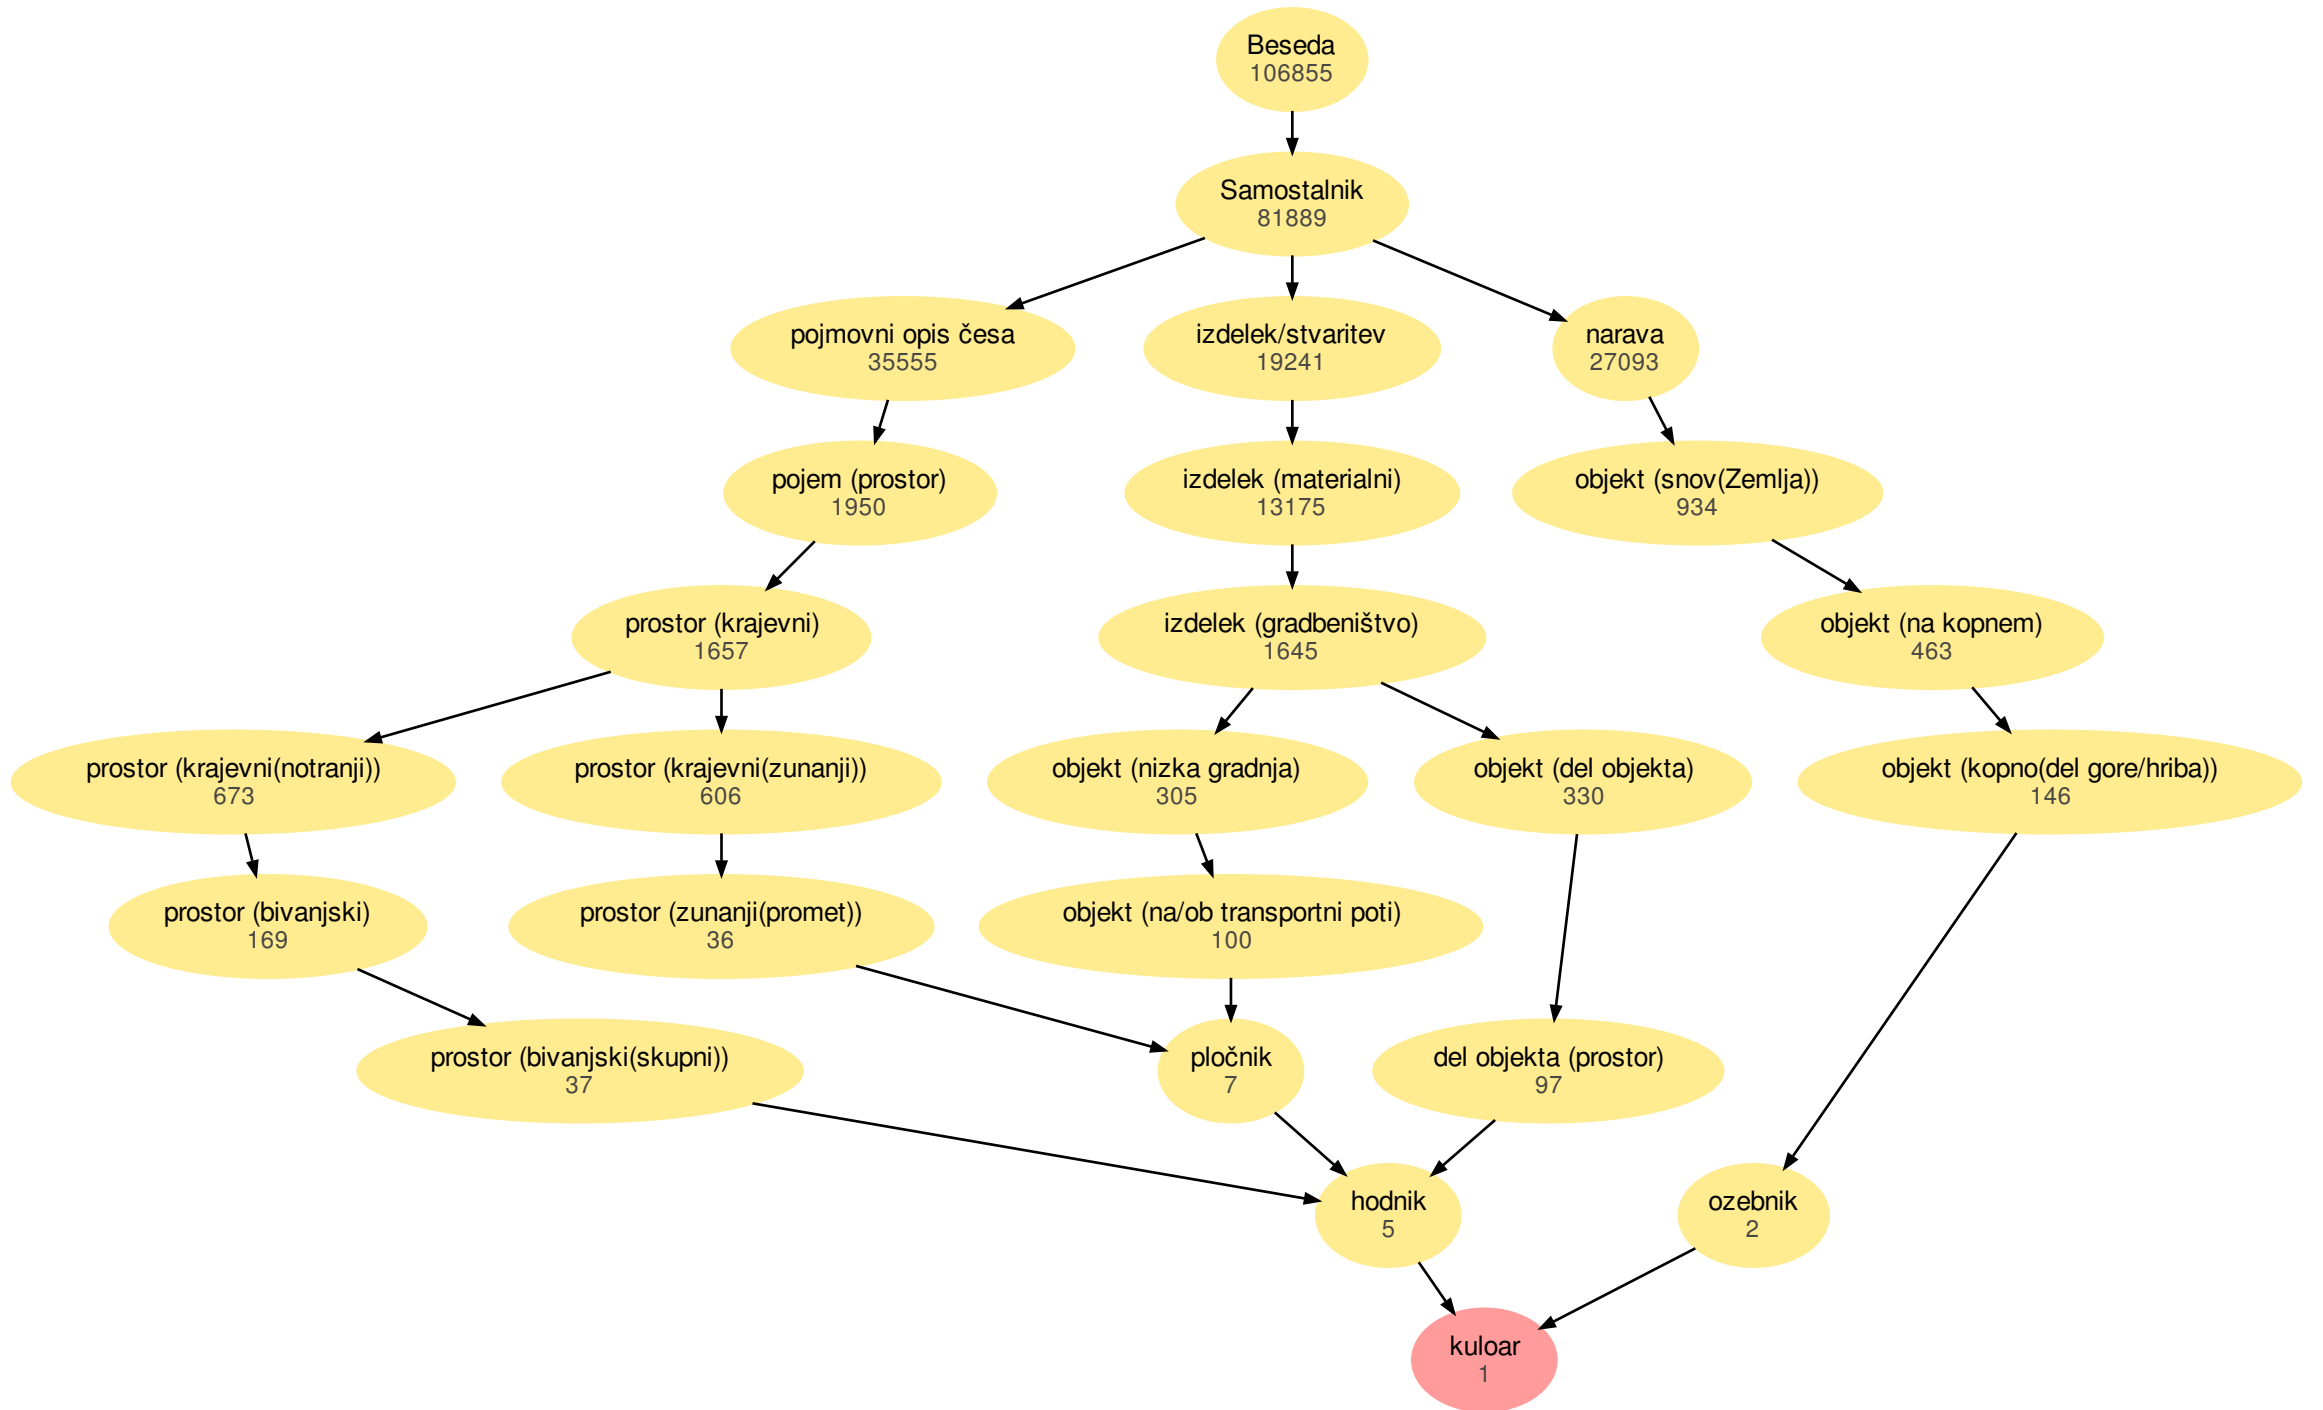 Beseda
106855
Samostalnik
81889
pojmovni opis česa
35555
izdelek/stvaritev
19241
narava
27093
pojem (prostor)
1950
izdelek (materialni)
13175
objekt (snov(Zemlja))
934
prostor (krajevni)
1657
izdelek (gradbeništvo)
1645
objekt (na kopnem)
463
prostor (krajevni(notranji))
673
prostor (krajevni(zunanji))
606
objekt (nizka gradnja)
305
objekt (del objekta)
330
objekt (kopno(del gore/hriba))
146
prostor (bivanjski)
169
prostor (zunanji(promet))
36
objekt (na/ob transportni poti)
100
prostor (bivanjski(skupni))
37
pločnik
7
del objekta (prostor)
97
hodnik
5
ozebnik
2
kuloar
1